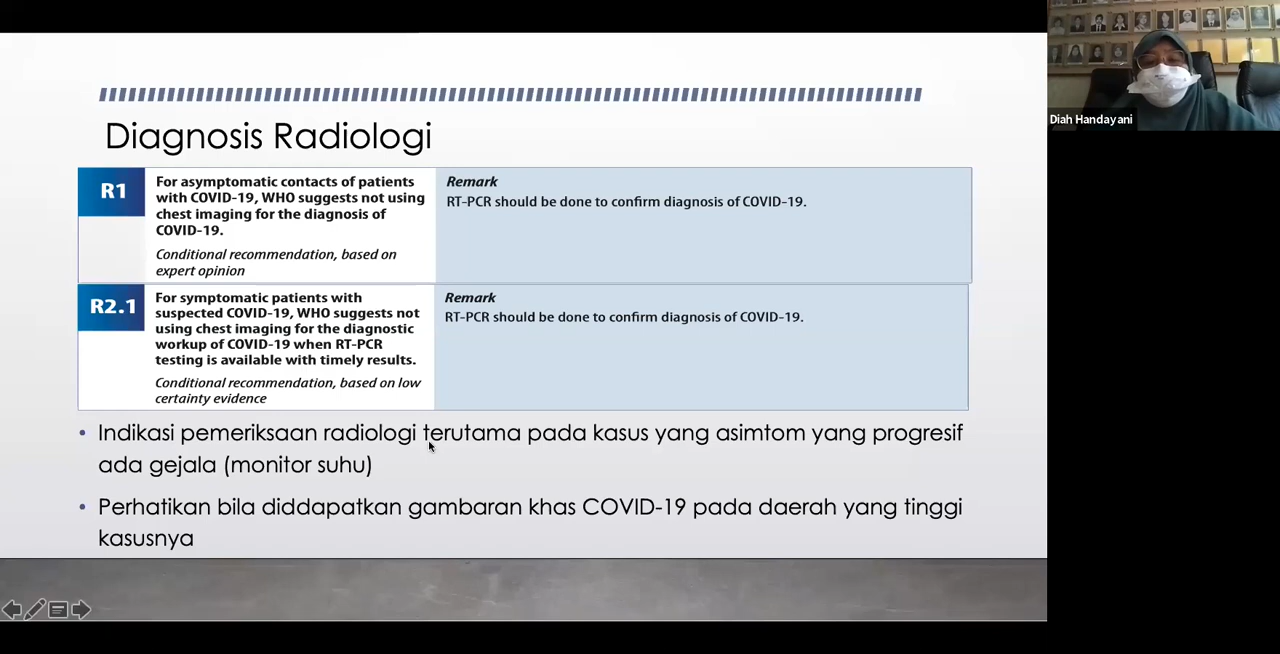 Diagnosis Radiologi
R1
For asymptomatic contacts of patients
with COVID-19, WHO suggests not using
chest imaging for the diagnosis of
COVID-19.
Conditional recommendation, based on
expert opinion
Remark
RT-PCR should be done to confirm diagnosis of COVID-19.
R2.1
For symptomatic patients with
suspected COVID-19, WHO suggests not
using chest imaging for the diagnostic
workup of COVID-19 when RT-PCR
testing is available with timely results.
Conditional recommendation, based on low
certainty evidence
Remark
RT-PCR should be done to confirm diagnosis of COVID-19.
• Indikasi pemeriksaan radiologi terutama pada kasus yang asimtom yang progresif
ada gejala (monitor suhu)
• Perhatikan bila diddapatkan gambaran khas COVID-19 pada daerah yang tinggi
kasusnya
Diah Handayani